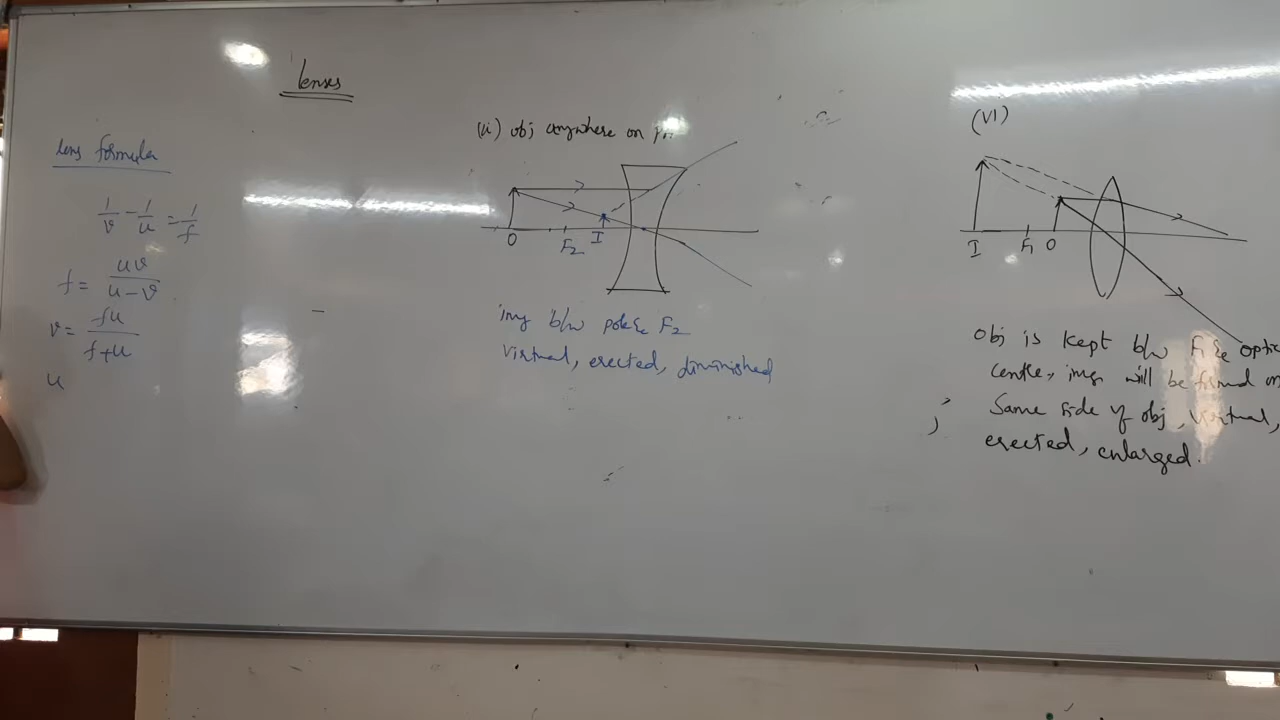 lenses
lens formula
1/v - 1/u = 1/f
f = uv/u-v
v = fu/f+u
u
(ii) obj anywhere on
O F2 I
img b/w pole & F2
Virtual, erected, diminished
(VI)
I F1 O
Obj is kept b/w F1 & optic
centre, img. will be formed on
Same side of obj, Virtual,
erected, enlarged.